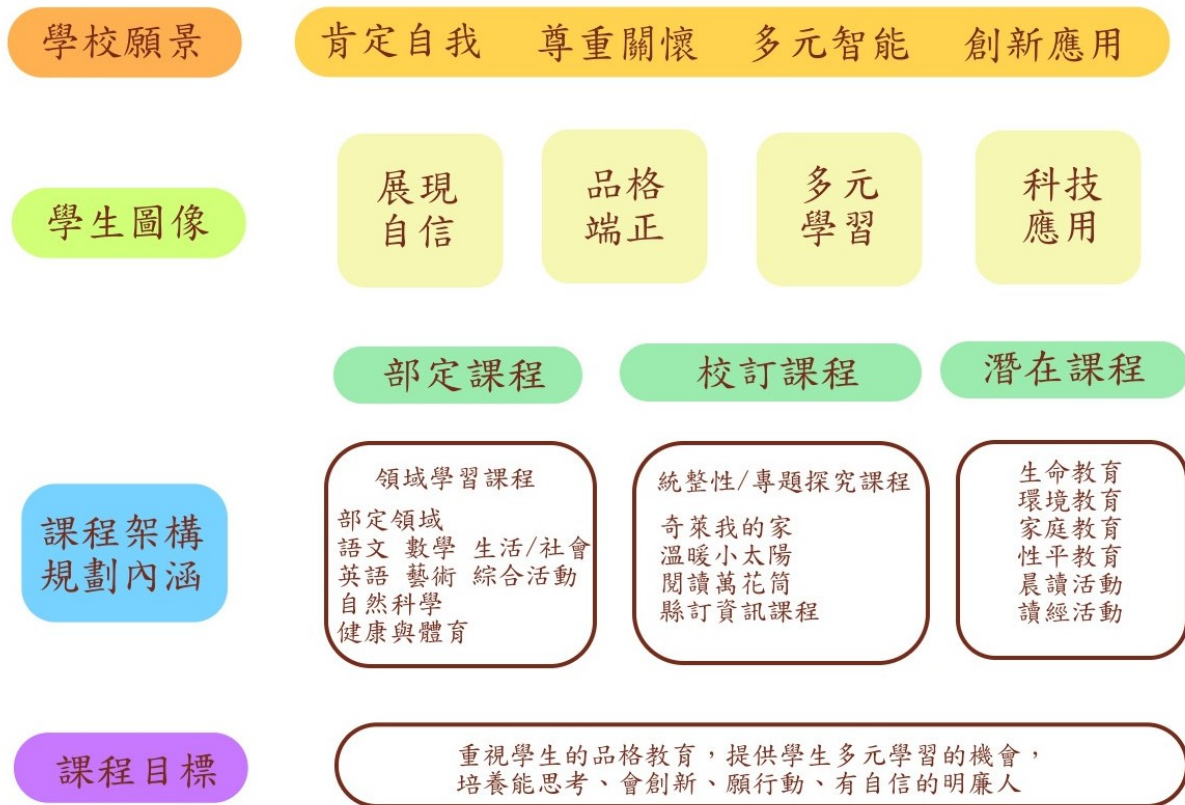 學校願景
肯定自我 尊重關懷 多元智能 創新應用
學生圖像
展現
自信
品格
端正
多元
學習
科技
應用
部定課程
校訂課程
潛在課程
課程架構
規劃內涵
領域學習課程
部定領域
語文 數學 生活/社會
英語 藝術 綜合活動
自然科學
健康與體育
統整性/專題探究課程
奇萊我的家
溫暖小太陽
閱讀萬花筒
縣訂資訊課程
生命教育
環境教育
家庭教育
性平教育
晨讀活動
讀經活動
課程目標
重視學生的品格教育，提供學生多元學習的機會，
培養能思考、會創新、願行動、有自信的明廉人